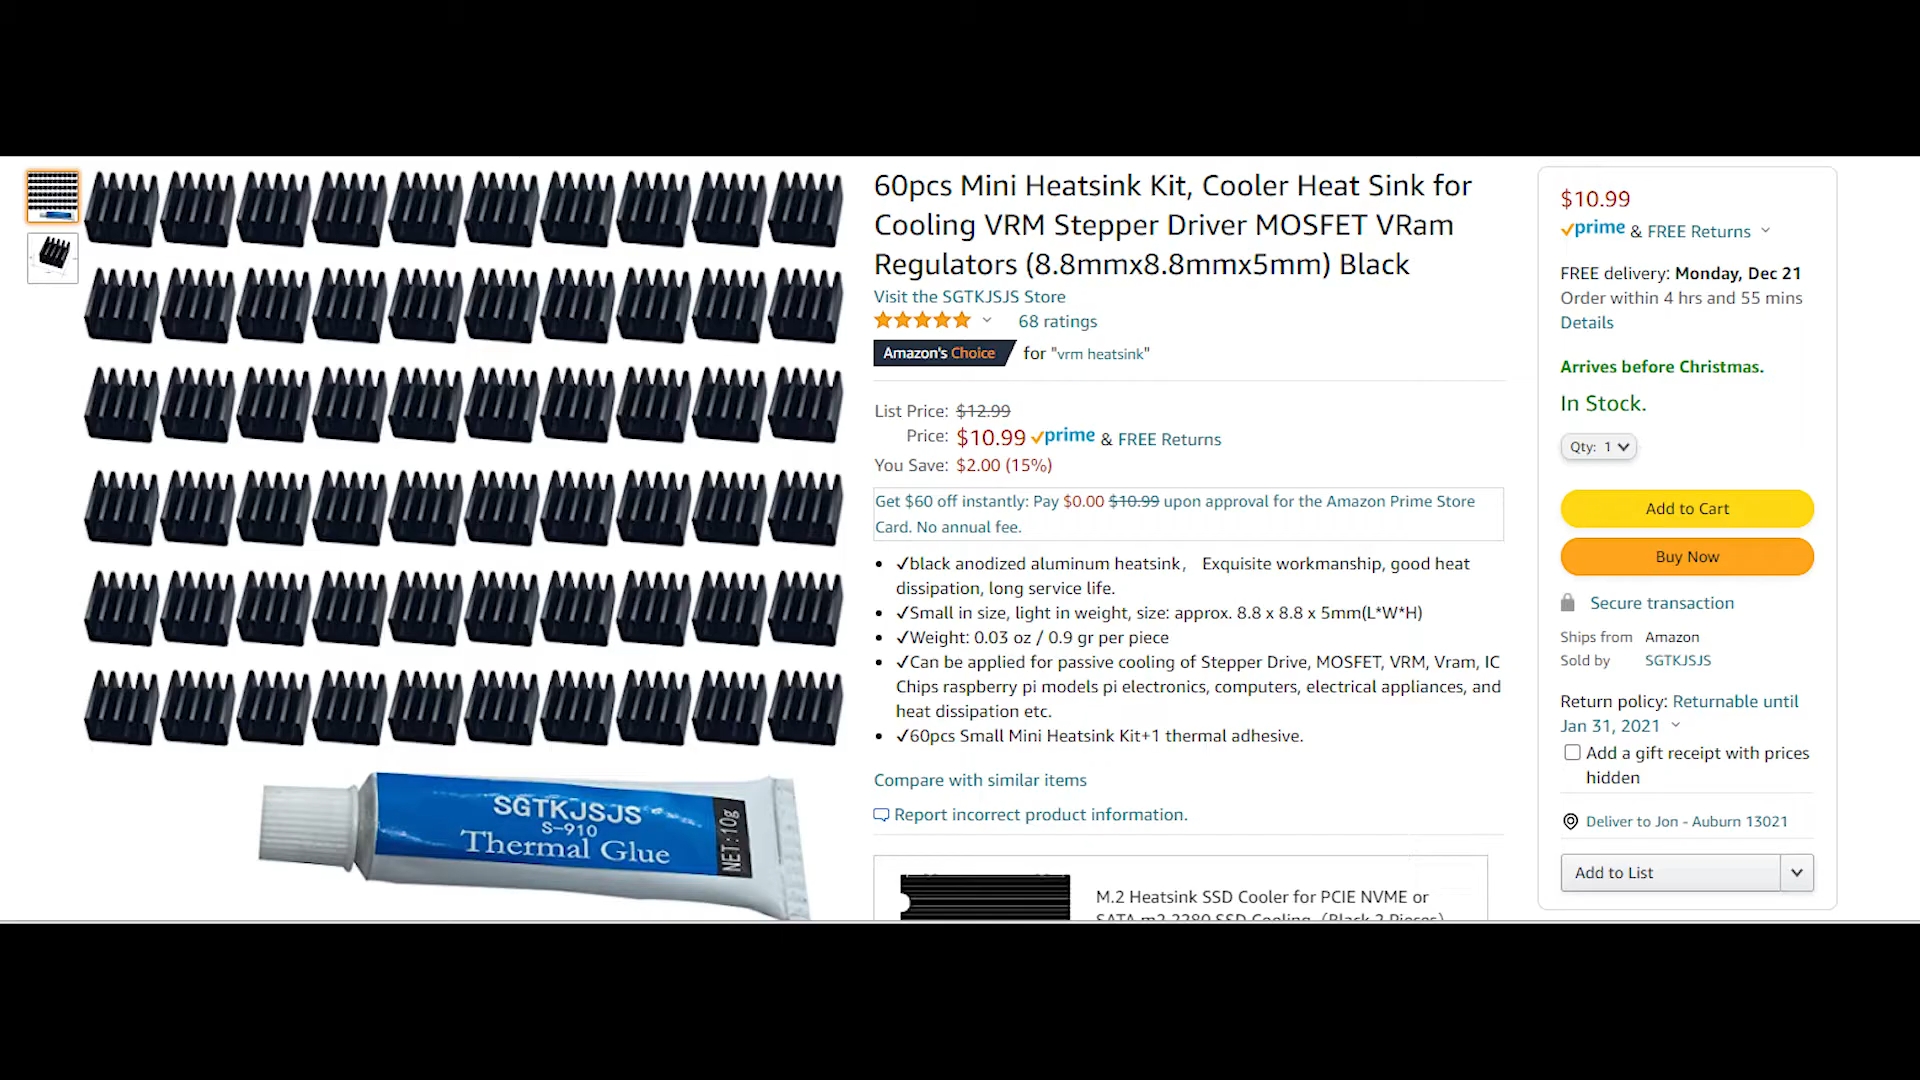 60pcs Mini Heatsink Kit, Cooler Heat Sink for
Cooling VRM Stepper Driver MOSFET VRam
Regulators (8.8mmx8.8mmx5mm) Black
Visit the SGTKJSJS Store
68 ratings
Amazon's Choice for "vrm heatsink"
List Price: $12.99
Price: $10.99 prime & FREE Returns
You Save: $2.00 (15%)
Get $60 off instantly: Pay $0.00 $10.99 upon approval for the Amazon Prime Store
Card. No annual fee.
• ✓black anodized aluminum heatsink， Exquisite workmanship, good heat
dissipation, long service life.
• ✓Small in size, light in weight, size: approx. 8.8 x 8.8 x 5mm(L*W*H)
• ✓Weight: 0.03 oz / 0.9 gr per piece
• ✓Can be applied for passive cooling of Stepper Drive, MOSFET, VRM, Vram, IC
Chips raspberry pi models pi electronics, computers, electrical appliances, and
heat dissipation etc.
• ✓60pcs Small Mini Heatsink Kit+1 thermal adhesive.
Compare with similar items
Report incorrect product information.
M.2 Heatsink SSD Cooler for PCIE NVME or
SATA m2 2280 SSD Cooling（Black 2 Pieces）
SGTKJSJS
S-910
Thermal Glue
NET:10g
$10.99
prime & FREE Returns
FREE delivery: Monday, Dec 21
Order within 4 hrs and 55 mins
Details
Arrives before Christmas.
In Stock.
Qty: 1
Add to Cart
Buy Now
Secure transaction
Ships from Amazon
Sold by SGTKJSJS
Return policy: Returnable until
Jan 31, 2021
Add a gift receipt with prices
hidden
Deliver to Jon - Auburn 13021
Add to List